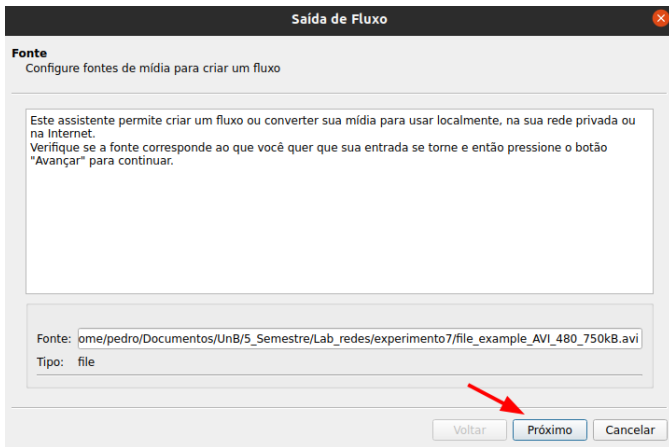 Saída de Fluxo
Fonte
Configure fontes de mídia para criar um fluxo
Este assistente permite criar um fluxo ou converter sua mídia para usar localmente, na sua rede privada ou
na Internet.
Verifique se a fonte corresponde ao que você quer que sua entrada se torne e então pressione o botão
"Avançar" para continuar.
Fonte: ome/pedro/Documentos/UnB/5_Semestre/Lab_redes/experimento7/file_example_AVI_480_750kB.avi
Tipo: file
Voltar Próximo Cancelar